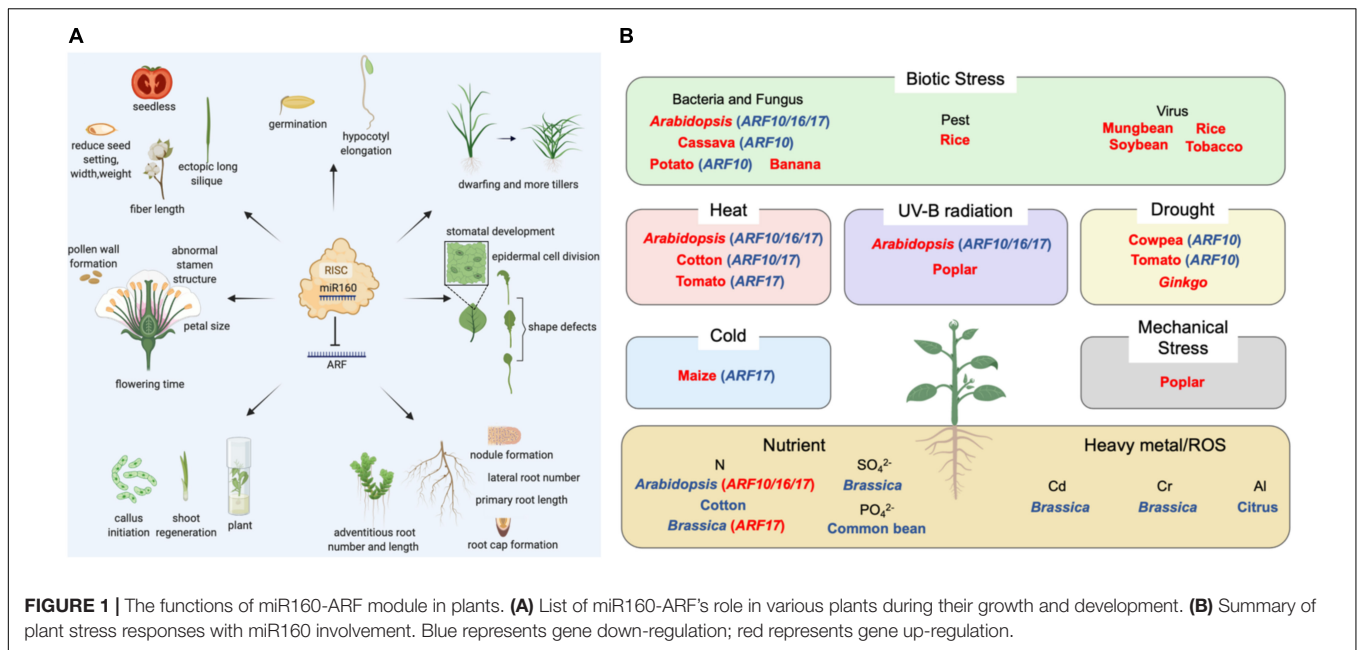 A
seedless
reduce seed
setting,
width,weight
fiber length
ectopic long
silique
germination
hypocotyl
elongation
dwarfing and more tillers
pollen wall
formation
abnormal
stamen
structure
petal size
flowering time
RISC
miR160
ARF
stomatal development
epidermal cell division
shape defects
callus
initiation
shoot
regeneration
plant
adventitious root
number and length
nodule formation
lateral root number
primary root length
root cap formation
B
Biotic Stress
Bacteria and Fungus
Arabidopsis (ARF10/16/17)
Cassava (ARF10)
Potato (ARF10) Banana
Pest
Rice
Virus
Mungbean Rice
Soybean Tobacco
Heat
Arabidopsis (ARF10/16/17)
Cotton (ARF10/17)
Tomato (ARF17)
UV-B radiation
Arabidopsis (ARF10/16/17)
Poplar
Drought
Cowpea (ARF10)
Tomato (ARF10)
Ginkgo
Cold
Maize (ARF17)
Mechanical
Stress
Poplar
Nutrient
N
Arabidopsis (ARF10/16/17)
Cotton
Brassica (ARF17)
SO₄²⁻
Brassica
PO₄²⁻
Common bean
Heavy metal/ROS
Cd
Brassica
Cr
Brassica
Al
Citrus
FIGURE 1 | The functions of miR160-ARF module in plants. (A) List of miR160-ARF's role in various plants during their growth and development. (B) Summary of
plant stress responses with miR160 involvement. Blue represents gene down-regulation; red represents gene up-regulation.